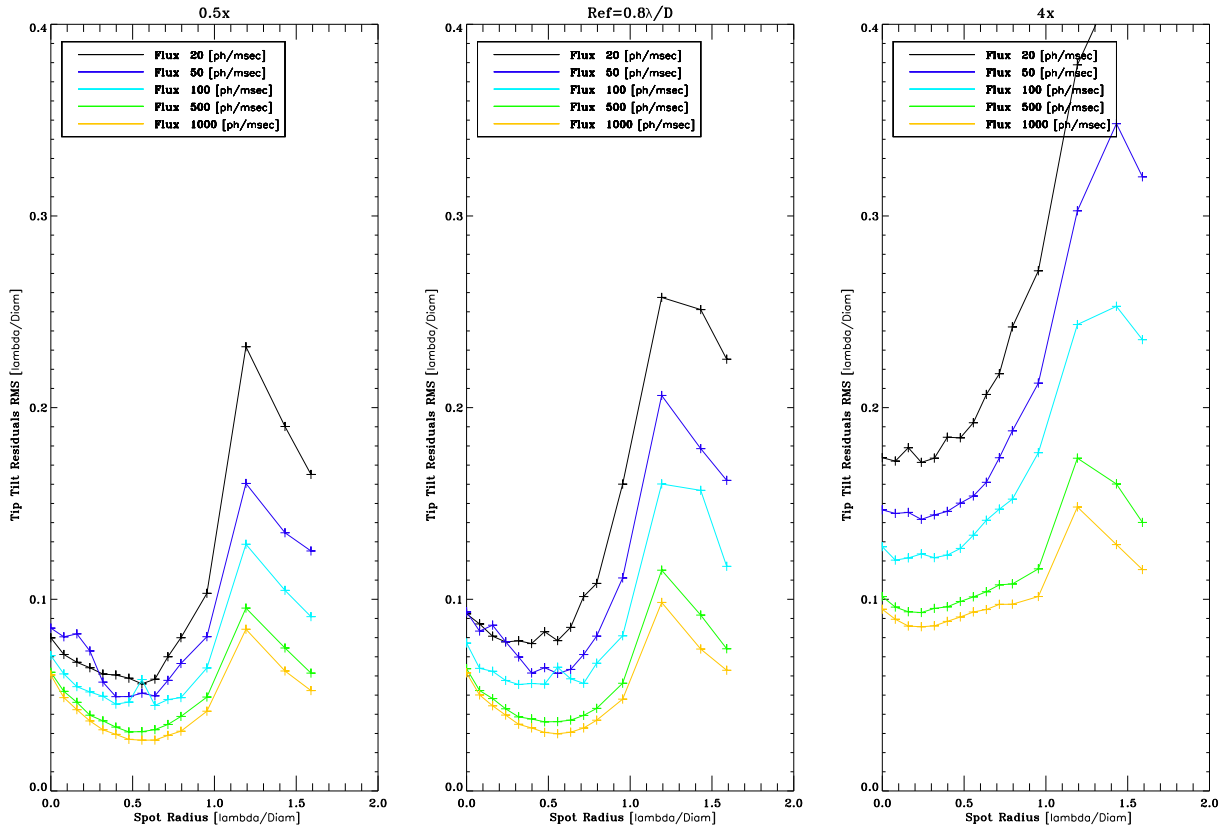 0.5x
0.4
0.3
0.2
0.1
0.0
Tip Tilt Residuals RMS [lambda/Diam]
Flux 20 [ph/msec]
Flux 50 [ph/msec]
Flux 100 [ph/msec]
Flux 500 [ph/msec]
Flux 1000 [ph/msec]
0.0 0.5 1.0 1.5 2.0
Spot Radius [lambda/Diam]
Ref=0.8λ/D
0.4
0.3
0.2
0.1
0.0
Tip Tilt Residuals RMS [lambda/Diam]
Flux 20 [ph/msec]
Flux 50 [ph/msec]
Flux 100 [ph/msec]
Flux 500 [ph/msec]
Flux 1000 [ph/msec]
0.0 0.5 1.0 1.5 2.0
Spot Radius [lambda/Diam]
4x
0.4
0.3
0.2
0.1
0.0
Tip Tilt Residuals RMS [lambda/Diam]
Flux 20 [ph/msec]
Flux 50 [ph/msec]
Flux 100 [ph/msec]
Flux 500 [ph/msec]
Flux 1000 [ph/msec]
0.0 0.5 1.0 1.5 2.0
Spot Radius [lambda/Diam]